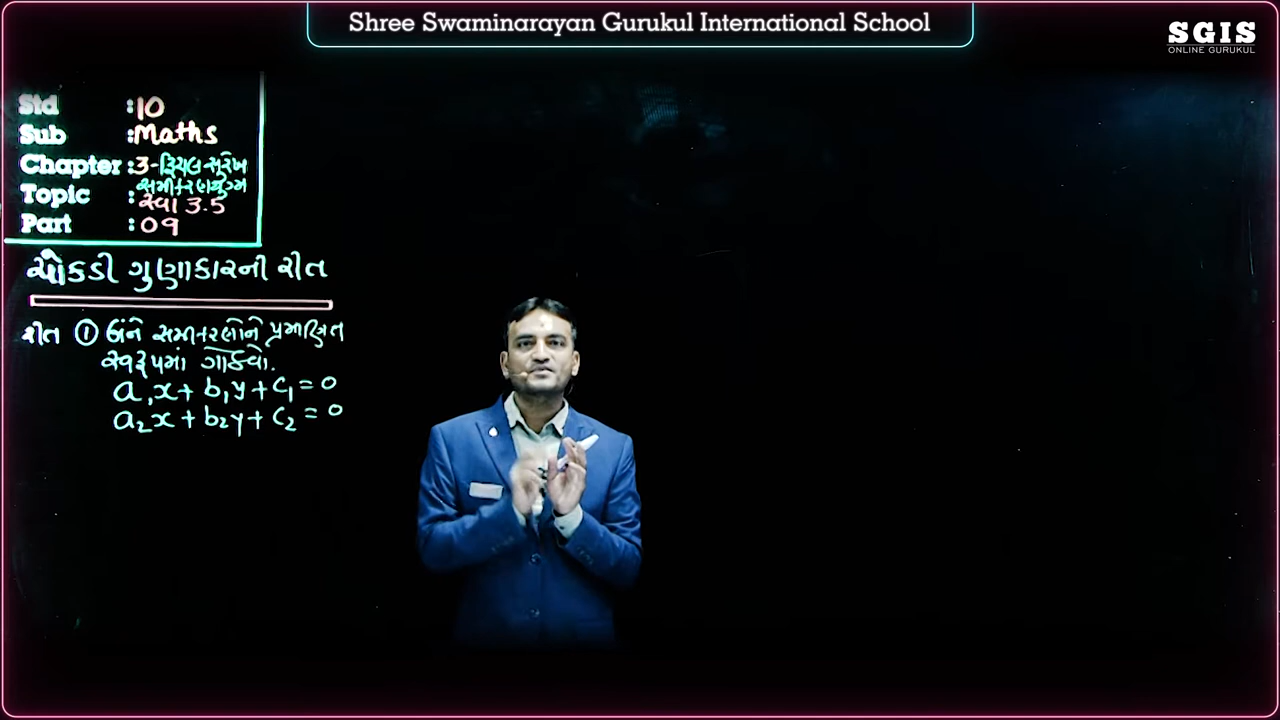 Shree Swaminarayan Gurukul International School
SGIS
ONLINE GURUKUL
Std : 10
Sub : Maths
Chapter : 3 - દ્વિચલ સુરેખ
સમીકરણયુગ્મ
Topic : સ્વા 3.5
Part : 09
ચોકડી ગુણાકારની રીત
રીત ① બંને સમીકરણોને પ્રમાણિત
સ્વરૂપમાં ગોઠવો.
a₁x + b₁y + c₁ = 0
a₂x + b₂y + c₂ = 0